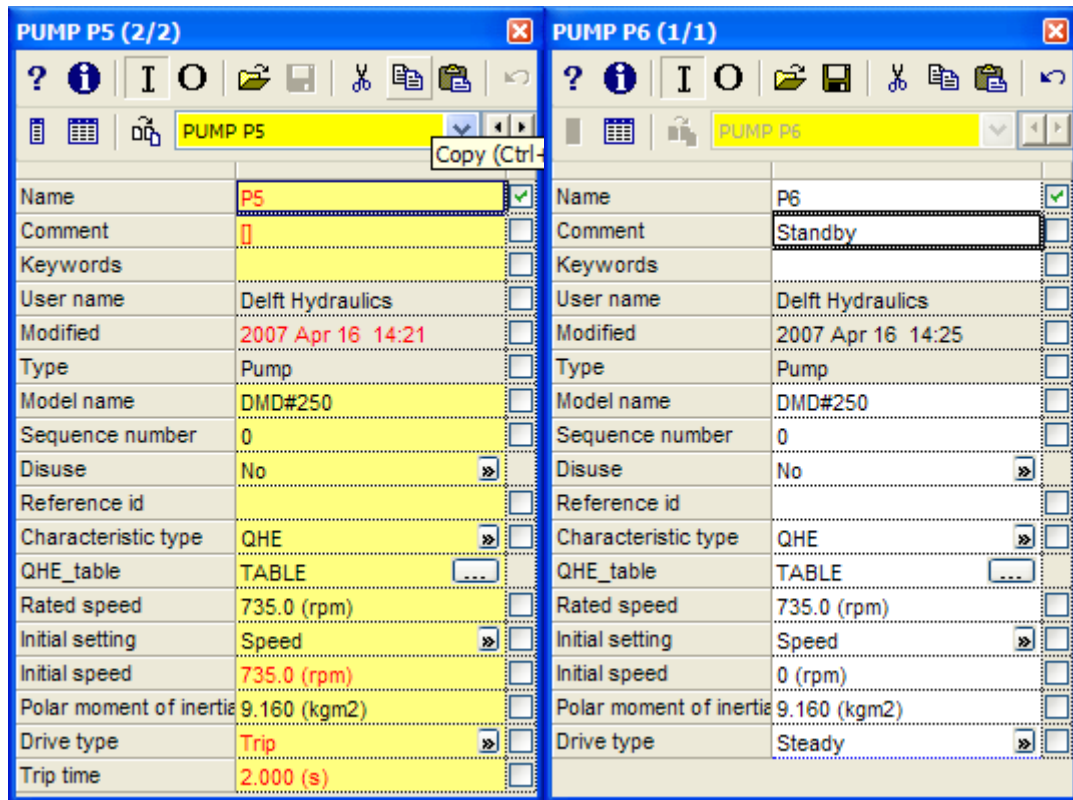 PUMP P5 (2/2)
PUMP P5
Copy (Ctrl+
Name P5
Comment []
Keywords
User name Delft Hydraulics
Modified 2007 Apr 16 14:21
Type Pump
Model name DMD#250
Sequence number 0
Disuse No
Reference id
Characteristic type QHE
QHE_table TABLE ...
Rated speed 735.0 (rpm)
Initial setting Speed
Initial speed 735.0 (rpm)
Polar moment of inertia 9.160 (kgm2)
Drive type Trip
Trip time 2.000 (s)
PUMP P6 (1/1)
PUMP P6
Name P6
Comment Standby
Keywords
User name Delft Hydraulics
Modified 2007 Apr 16 14:25
Type Pump
Model name DMD#250
Sequence number 0
Disuse No
Reference id
Characteristic type QHE
QHE_table TABLE ...
Rated speed 735.0 (rpm)
Initial setting Speed
Initial speed 0 (rpm)
Polar moment of inertia 9.160 (kgm2)
Drive type Steady